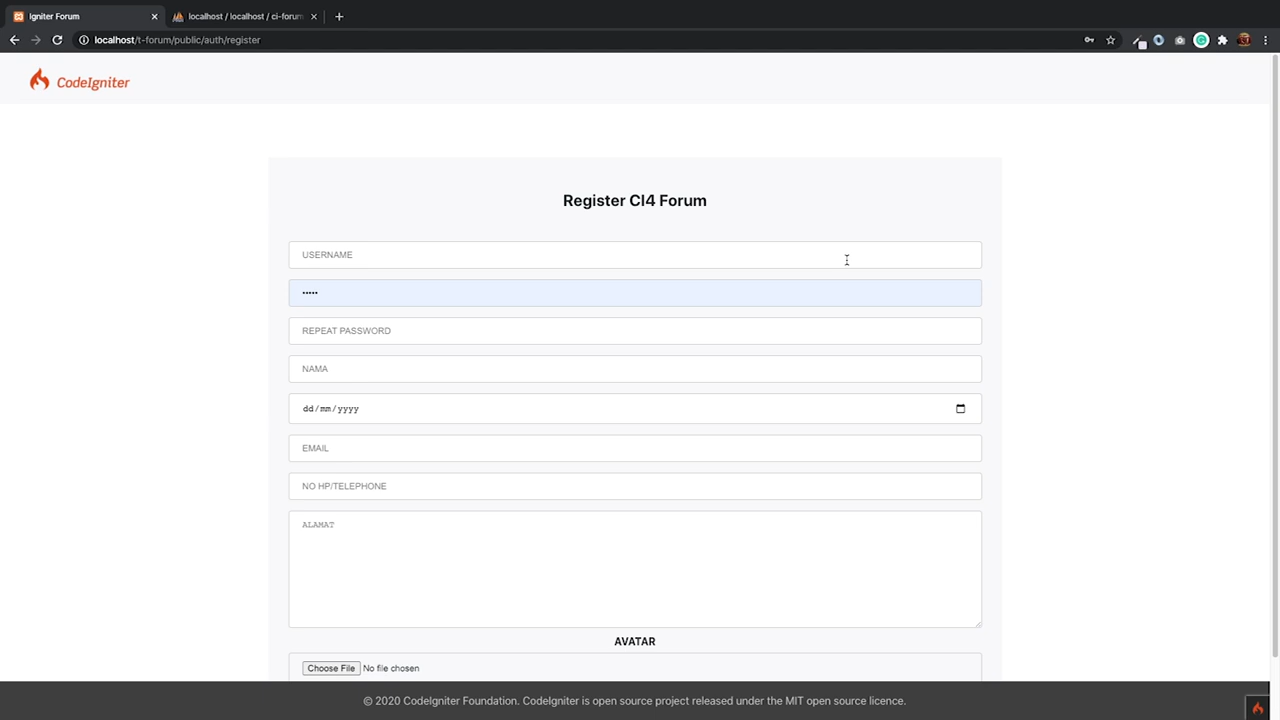 Igniter Forum
localhost / localhost / ci-forum
localhost/t-forum/public/auth/register
CodeIgniter
Register CI4 Forum
USERNAME
•••••
REPEAT PASSWORD
NAMA
dd/mm/yyyy
EMAIL
NO HP/TELEPHONE
ALAMAT
AVATAR
Choose File No file chosen
© 2020 CodeIgniter Foundation. CodeIgniter is open source project released under the MIT open source licence.